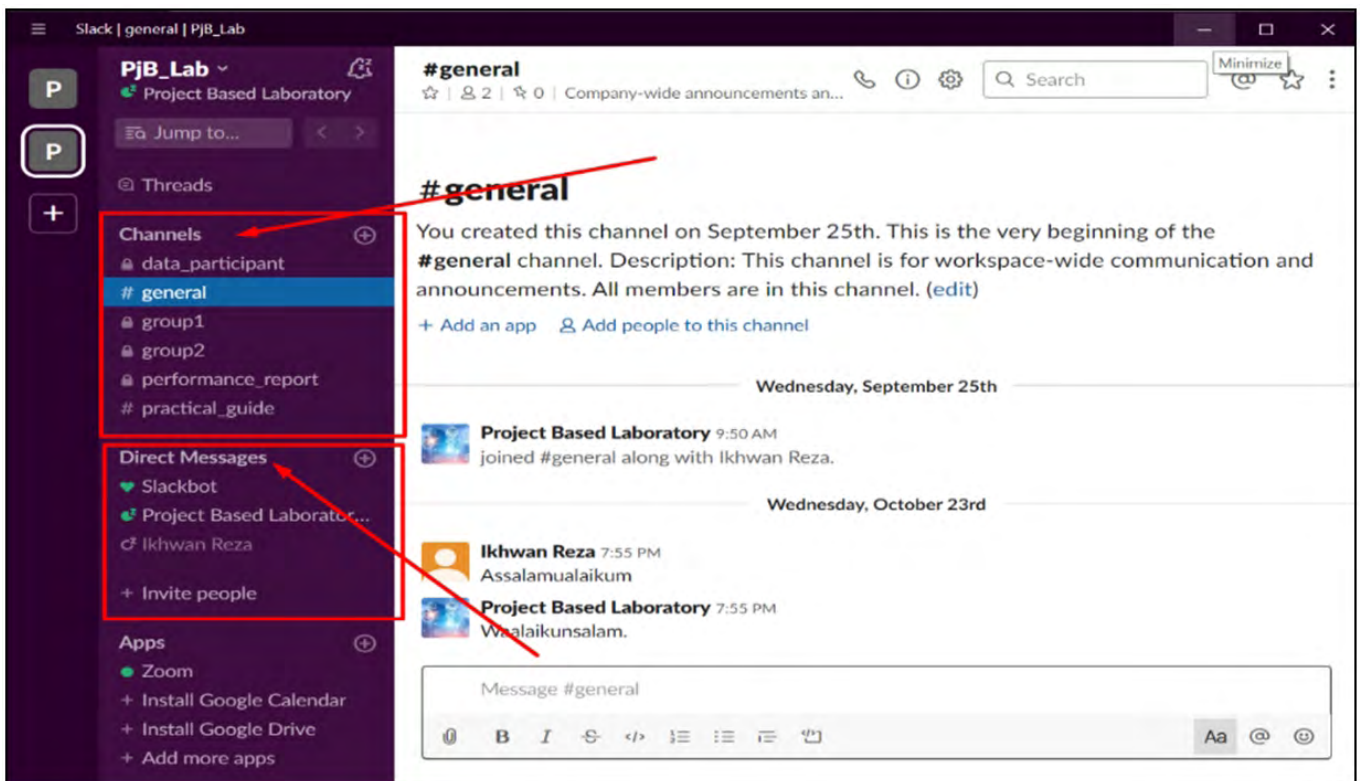 Slack | general | PjB_Lab
Minimize
P
P
+
PjB_Lab
Project Based Laboratory
Jump to...
Threads
Channels
data_participant
# general
group1
group2
performance_report
# practical_guide
Direct Messages
Slackbot
Project Based Laborator...
Ikhwan Reza
+ Invite people
Apps
Zoom
+ Install Google Calendar
+ Install Google Drive
+ Add more apps
#general
2 | 0 | Company-wide announcements an...
Search
@
#general
You created this channel on September 25th. This is the very beginning of the
#general channel. Description: This channel is for workspace-wide communication and
announcements. All members are in this channel. (edit)
+ Add an app Add people to this channel
Wednesday, September 25th
Project Based Laboratory 9:50 AM
joined #general along with Ikhwan Reza.
Wednesday, October 23rd
Ikhwan Reza 7:55 PM
Assalamualaikum
Project Based Laboratory 7:55 PM
Waalaikunsalam.
Message #general
B I S </> Aa @